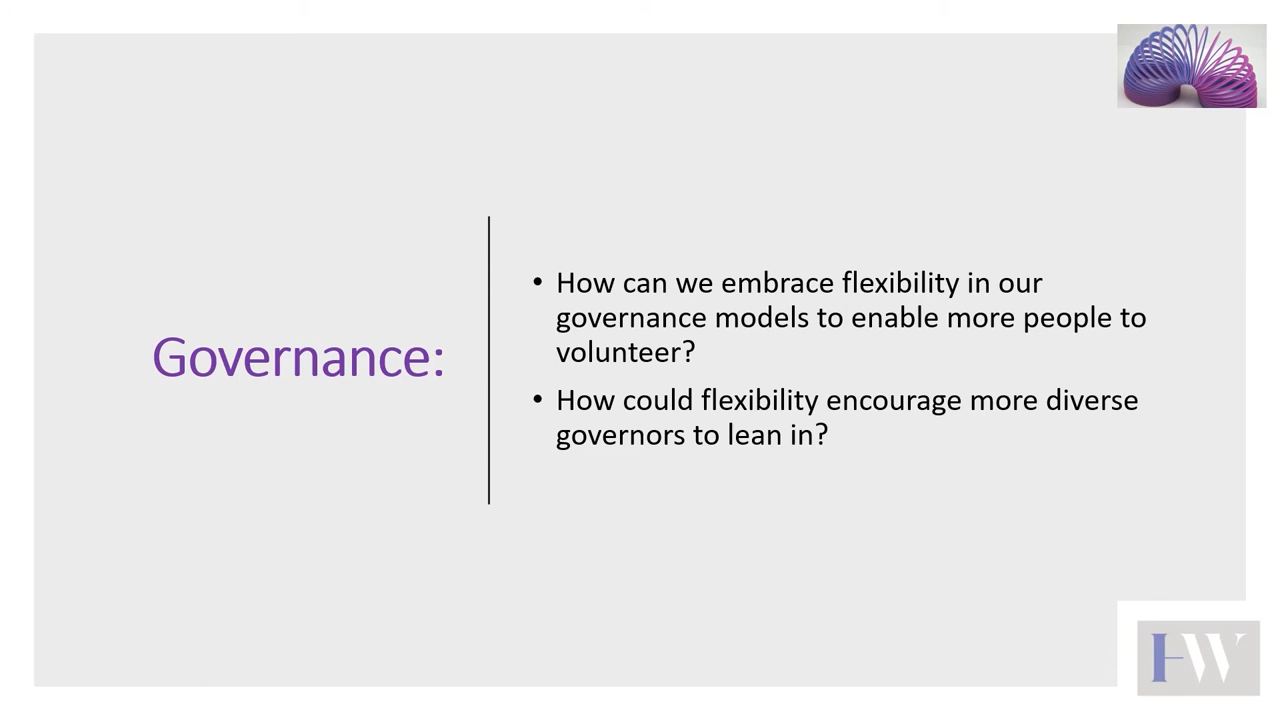 Governance:
• How can we embrace flexibility in our
governance models to enable more people to
volunteer?
• How could flexibility encourage more diverse
governors to lean in?
HW